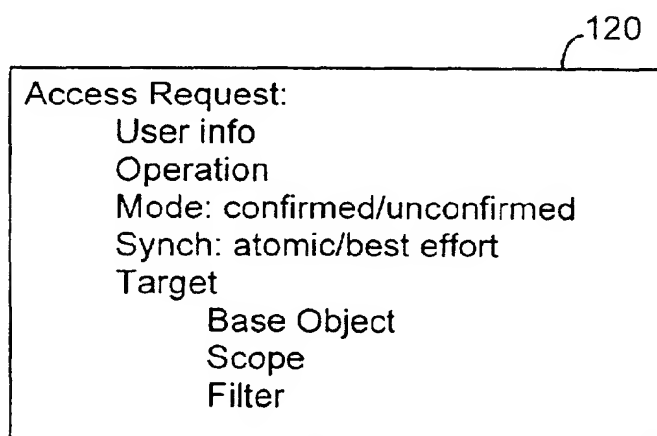 120
Access Request:
User info
Operation
Mode: confirmed/unconfirmed
Synch: atomic/best effort
Target
Base Object
Scope
Filter